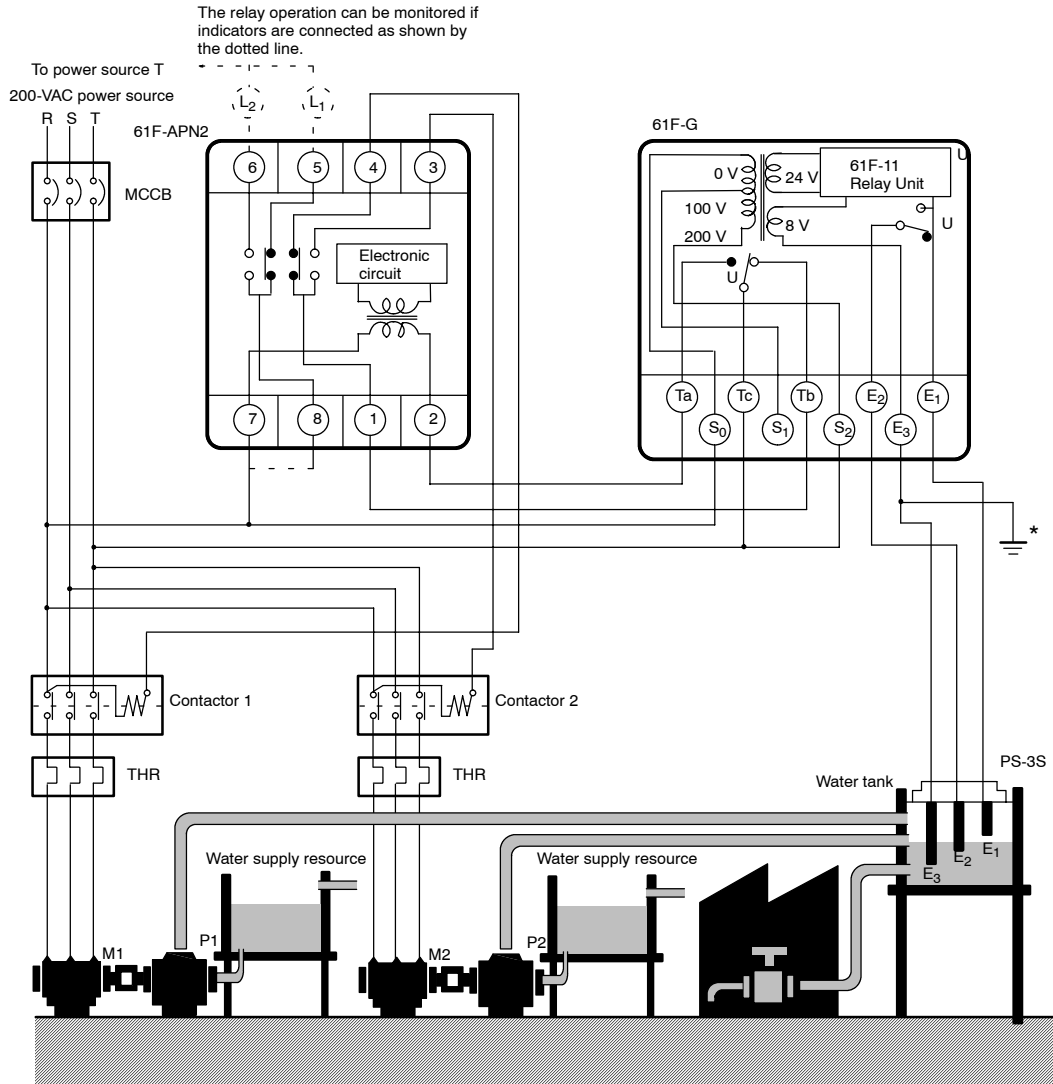 The relay operation can be monitored if
indicators are connected as shown by
the dotted line.
To power source T
200-VAC power source
R S T
L2 L1
61F-APN2
61F-G
MCCB
6 5 4 3
Electronic
circuit
7 8 1 2
0 V
24 V
100 V
8 V
200 V
61F-11
Relay Unit
U
U
U
Ta Tc Tb E2 E1
S0 S1 S2 E3
*
Contactor 1
Contactor 2
THR
THR
PS-3S
Water tank
E1
E2
E3
Water supply resource
Water supply resource
M1
P1
M2
P2